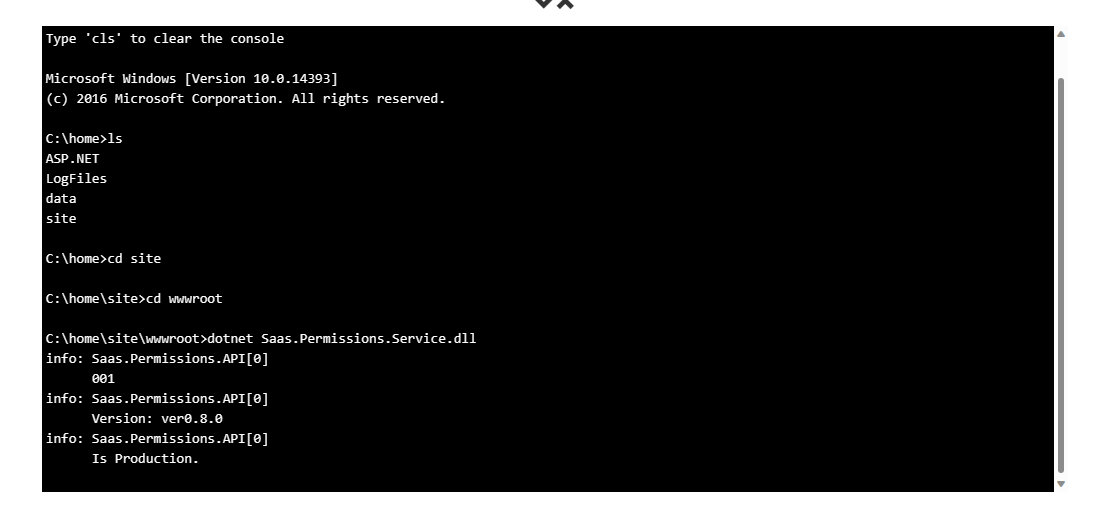 Type 'cls' to clear the console
Microsoft Windows [Version 10.0.14393]
(c) 2016 Microsoft Corporation. All rights reserved.
C:\home>ls
ASP.NET
LogFiles
data
site
C:\home>cd site
C:\home\site>cd wwwroot
C:\home\site\wwwroot>dotnet Saas.Permissions.Service.dll
info: Saas.Permissions.API[0]
001
info: Saas.Permissions.API[0]
Version: ver0.8.0
info: Saas.Permissions.API[0]
Is Production.